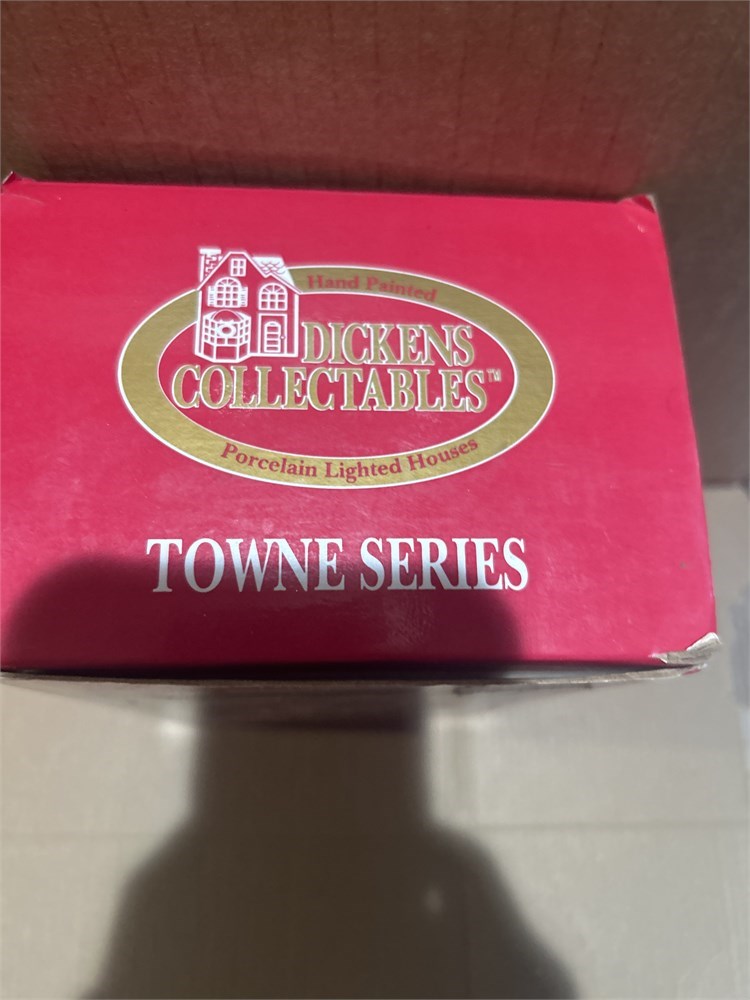 Hand Painted
DICKENS
COLLECTABLES™
Porcelain Lighted Houses
TOWNE SERIES